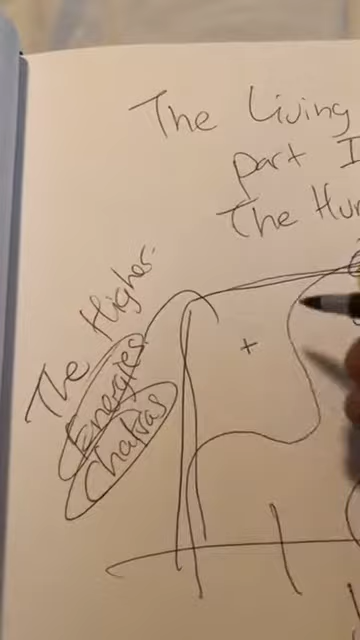 The Living
part I
The Hu
The Higher
Energies
Chakras
+